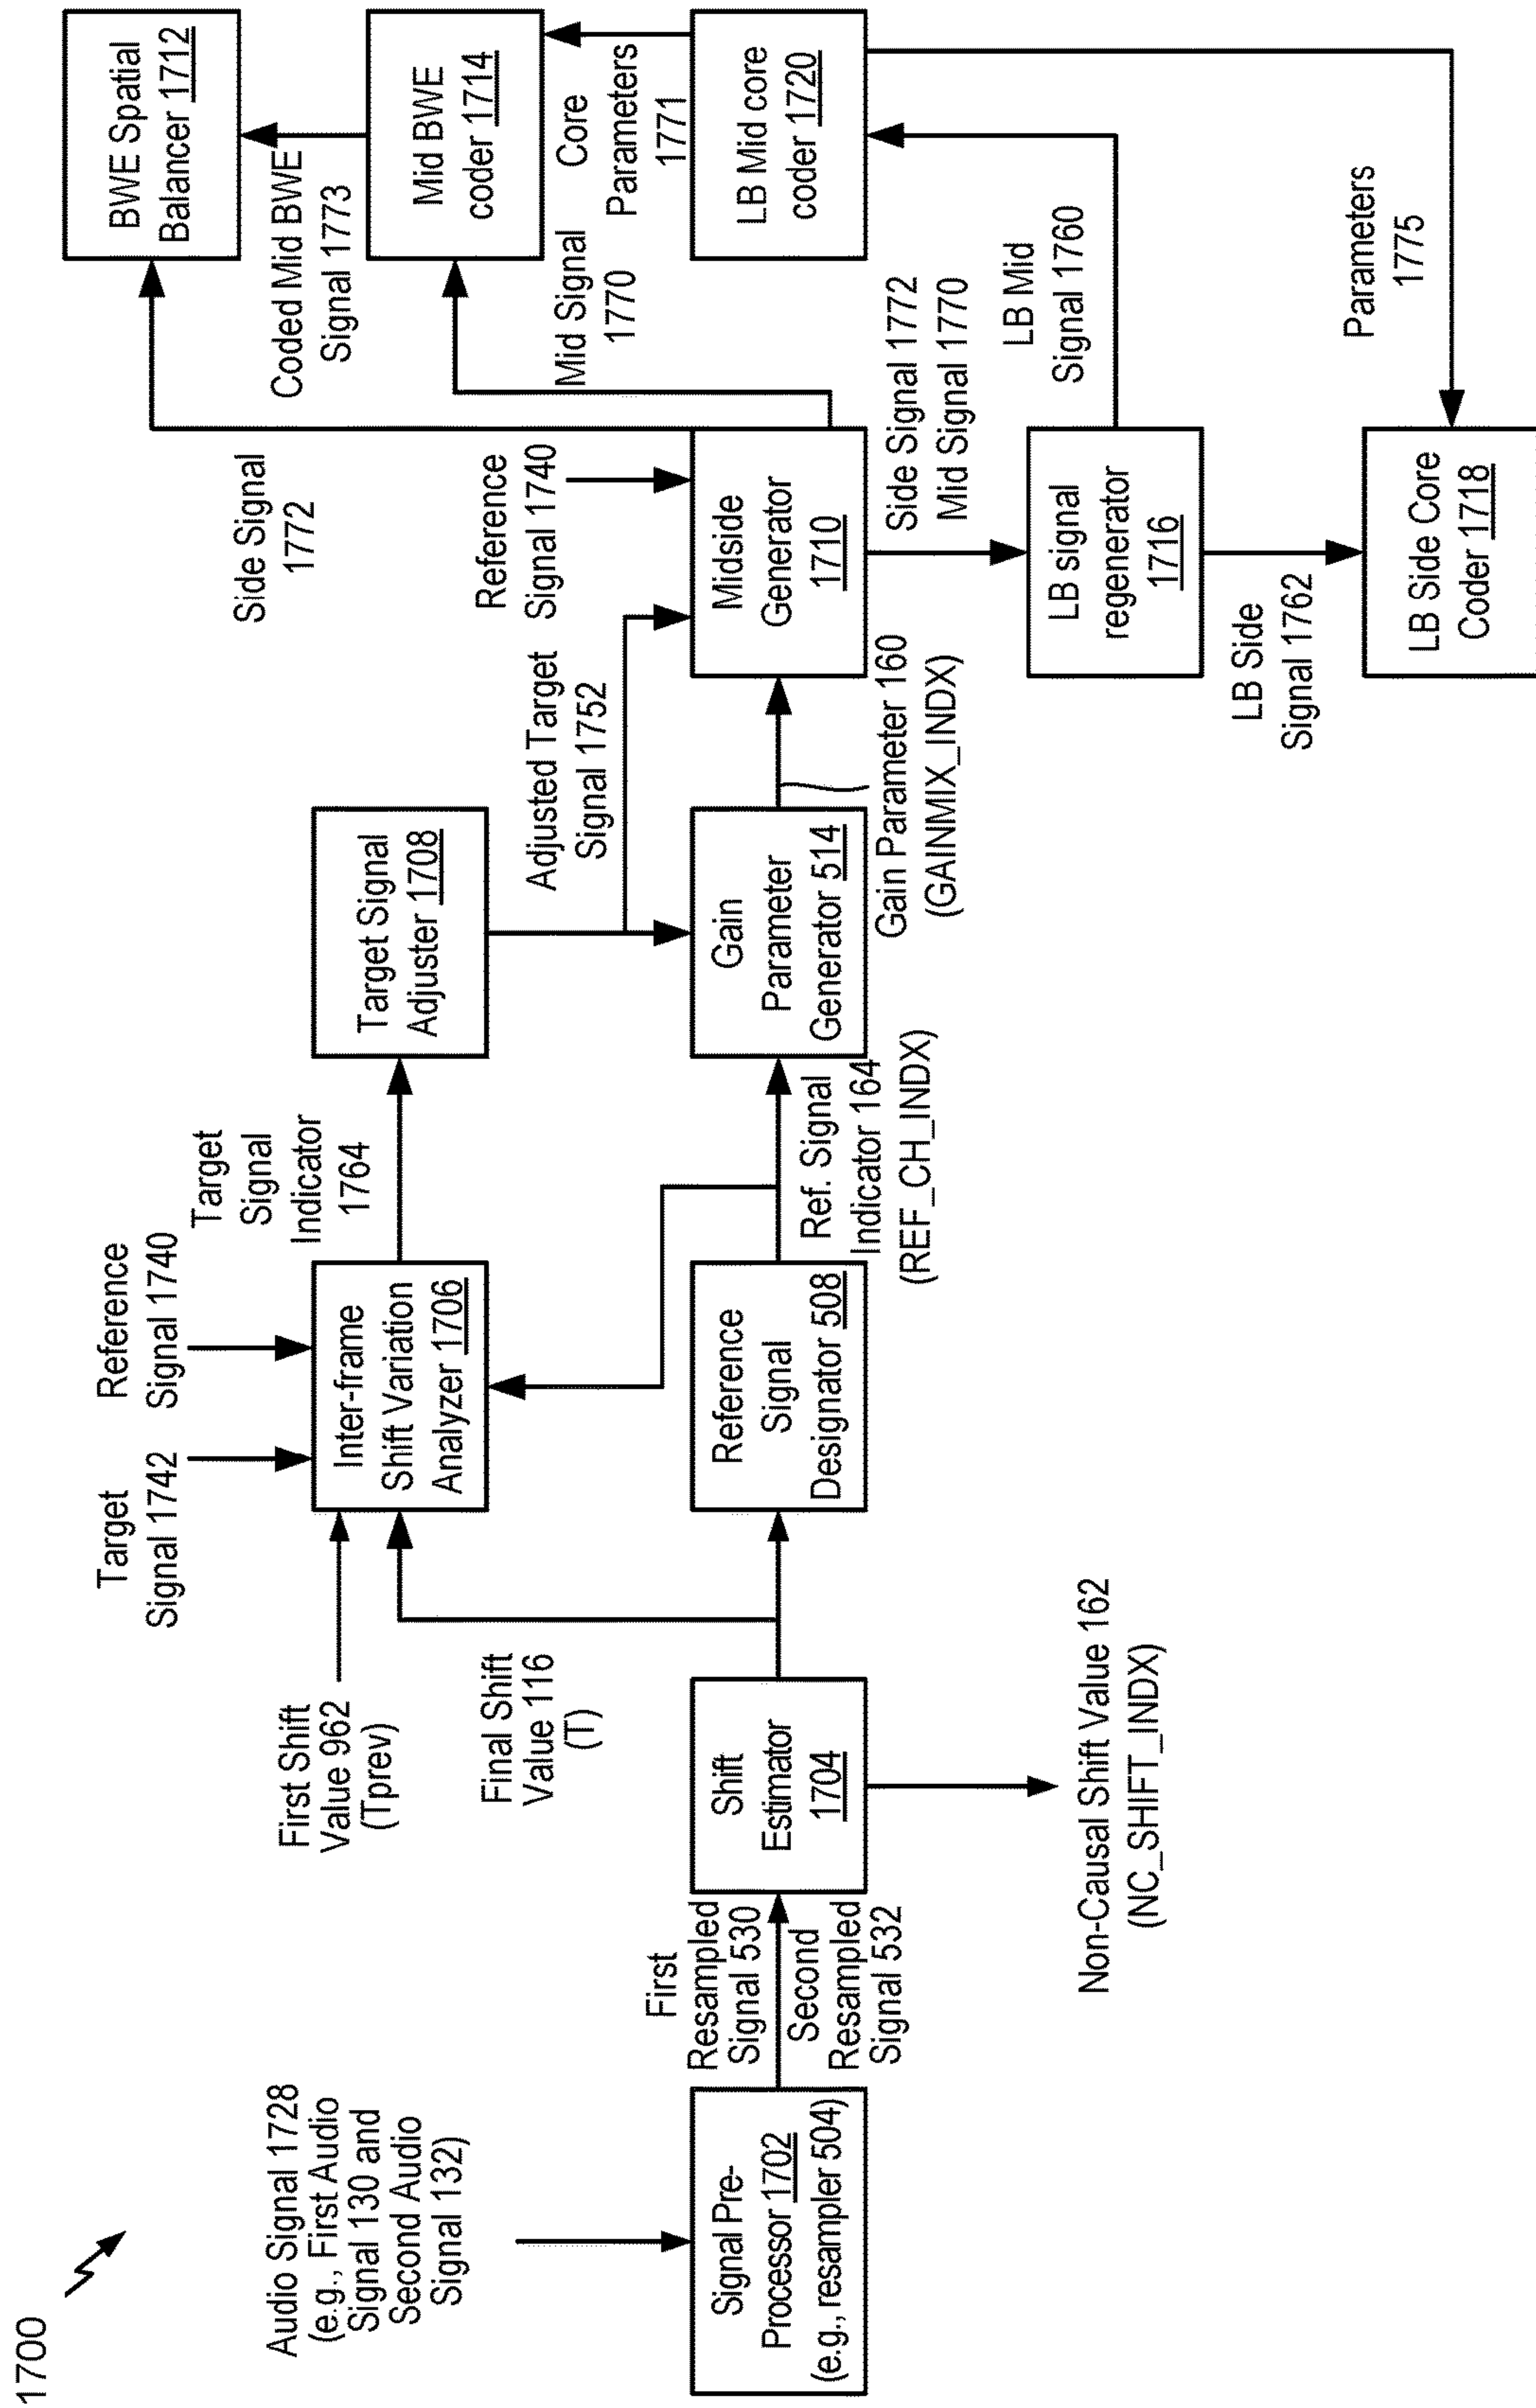 1700
Audio Signal 1728
(e.g., First Audio
Signal 130 and
Second Audio
Signal 132)
Signal Pre-
Processor 1702
(e.g., resampler 504)
First
Resampled
Signal 530
Second
Resampled
Signal 532
Shift
Estimator
1704
Non-Causal Shift Value 162
(NC_SHIFT_INDX)
Final Shift
Value 116
(T)
First Shift
Value 962
(Tprev)
Target
Signal 1742
Reference
Signal 1740
Inter-frame
Shift Variation
Analyzer 1706
Reference
Signal
Designator 508
Ref. Signal
Indicator 164
(REF_CH_INDX)
Target
Signal
Indicator
1764
Target Signal
Adjuster 1708
Gain
Parameter
Generator 514
Adjusted Target
Signal 1752
Gain Parameter 160
(GAINMIX_INDX)
Reference
Signal 1740
Midside
Generator
1710
Side Signal
1772
Mid Signal
1770
Side Signal 1772
Mid Signal 1770
LB signal
regenerator
1716
LB Mid
Signal 1760
LB Side
Signal 1762
LB Side Core
Coder 1718
Parameters
1775
BWE Spatial
Balancer 1712
Coded Mid BWE
Signal 1773
Mid BWE
coder 1714
Core
Parameters
1771
LB Mid core
coder 1720